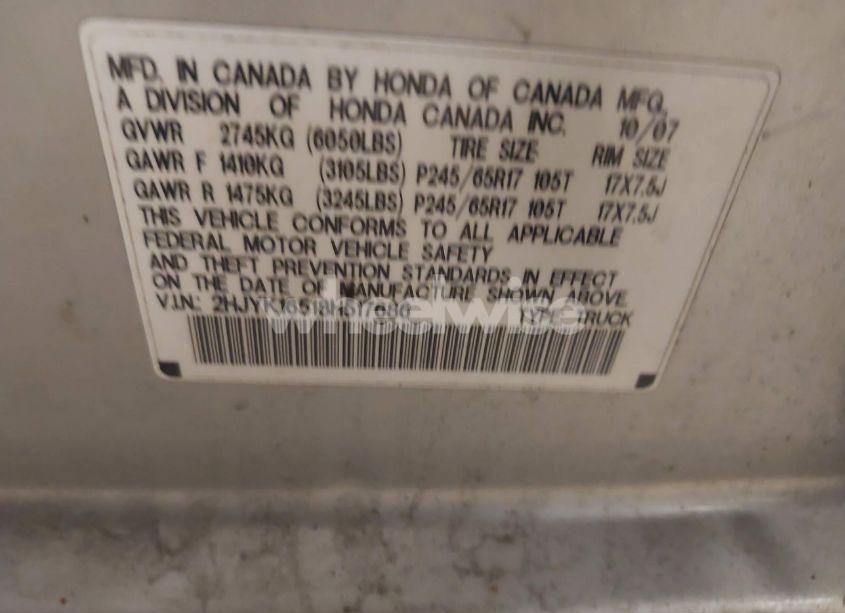 MFD. IN CANADA BY HONDA OF CANADA MFG.
A DIVISION OF HONDA CANADA INC. 10/07
GVWR 2745KG (6050LBS) TIRE SIZE RIM SIZE
GAWR F 1410KG (3105LBS) P245/65R17 105T 17X7.5J
GAWR R 1475KG (3245LBS) P245/65R17 105T 17X7.5J
THIS VEHICLE CONFORMS TO ALL APPLICABLE
FEDERAL MOTOR VEHICLE SAFETY
AND THEFT PREVENTION STANDARDS IN EFFECT
ON THE DATE OF MANUFACTURE SHOWN ABOVE
V.I.N.: TYPE: TRUCK
wheelwise